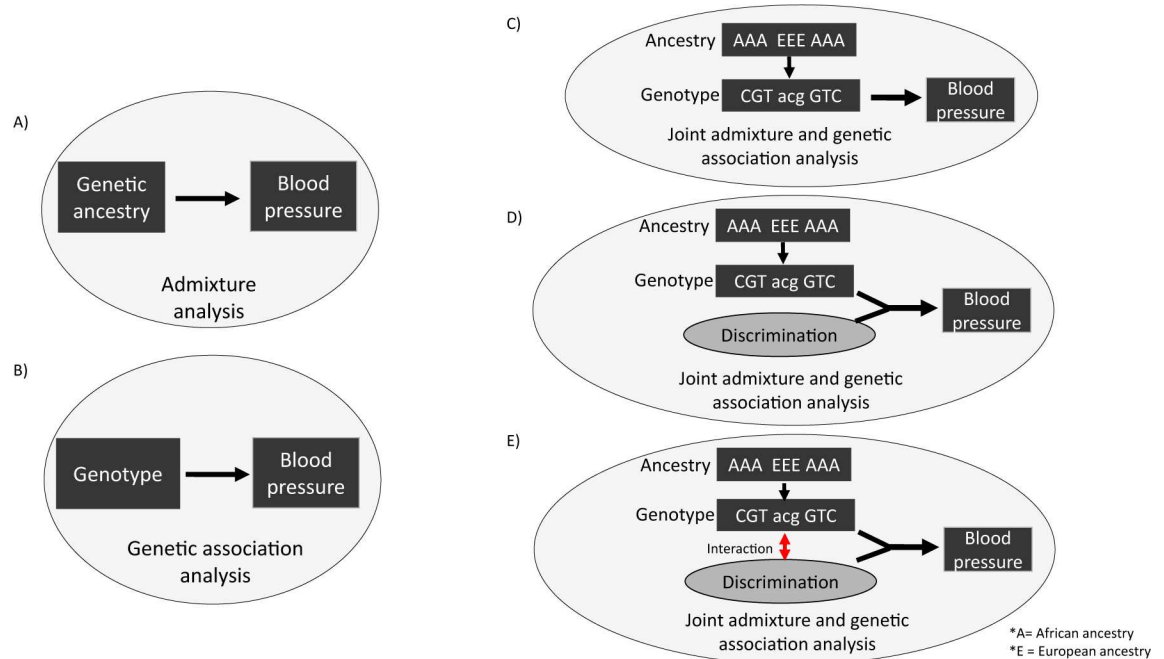 A)
Genetic
ancestry
Blood
pressure
Admixture
analysis
B)
Genotype
Blood
pressure
Genetic association
analysis
C)
Ancestry
AAA EEE AAA
Genotype
CGT acg GTC
Blood
pressure
Joint admixture and genetic
association analysis
D)
Ancestry
AAA EEE AAA
Genotype
CGT acg GTC
Discrimination
Blood
pressure
Joint admixture and genetic
association analysis
E)
Ancestry
AAA EEE AAA
Genotype
CGT acg GTC
Interaction
Discrimination
Blood
pressure
Joint admixture and genetic
association analysis
*A= African ancestry
*E = European ancestry